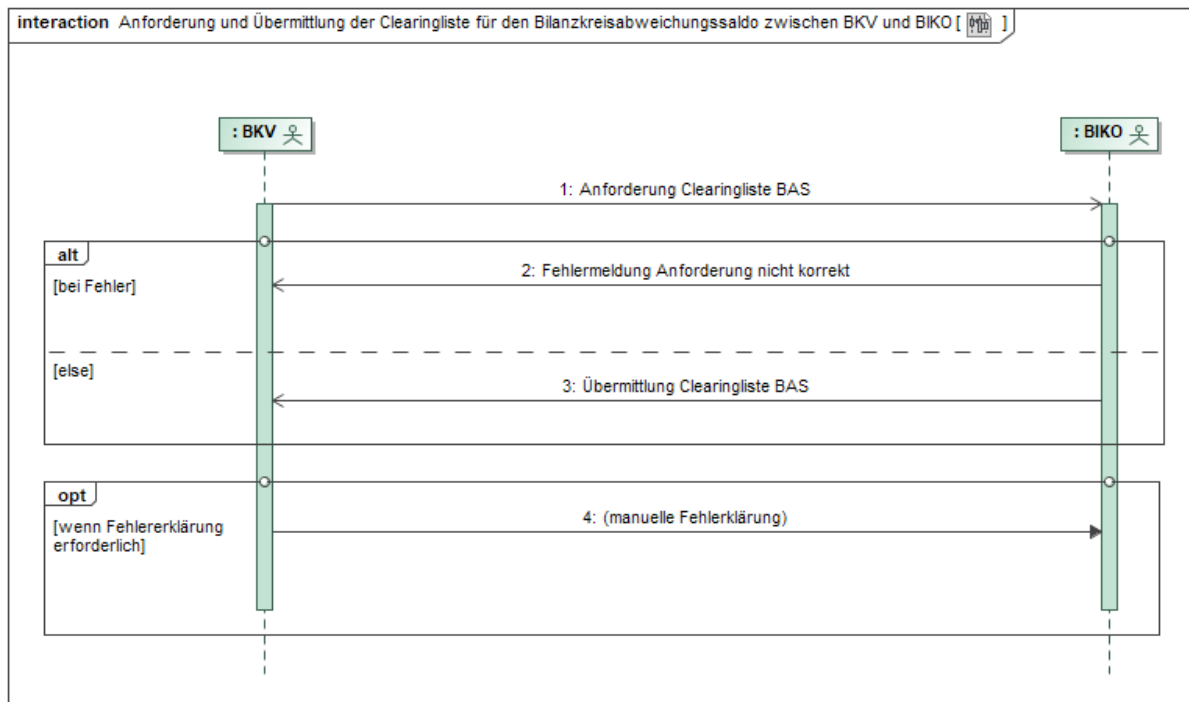 interaction Anforderung und Übermittlung der Clearingliste für den Bilanzkreisabweichungssaldo zwischen BKV und BIKO [ ]
: BKV
: BIKO
1: Anforderung Clearingliste BAS
alt
2: Fehlermeldung Anforderung nicht korrekt
[bei Fehler]
[else]
3: Übermittlung Clearingliste BAS
opt
4: (manuelle Fehlerklärung)
[wenn Fehlererklärung
erforderlich]